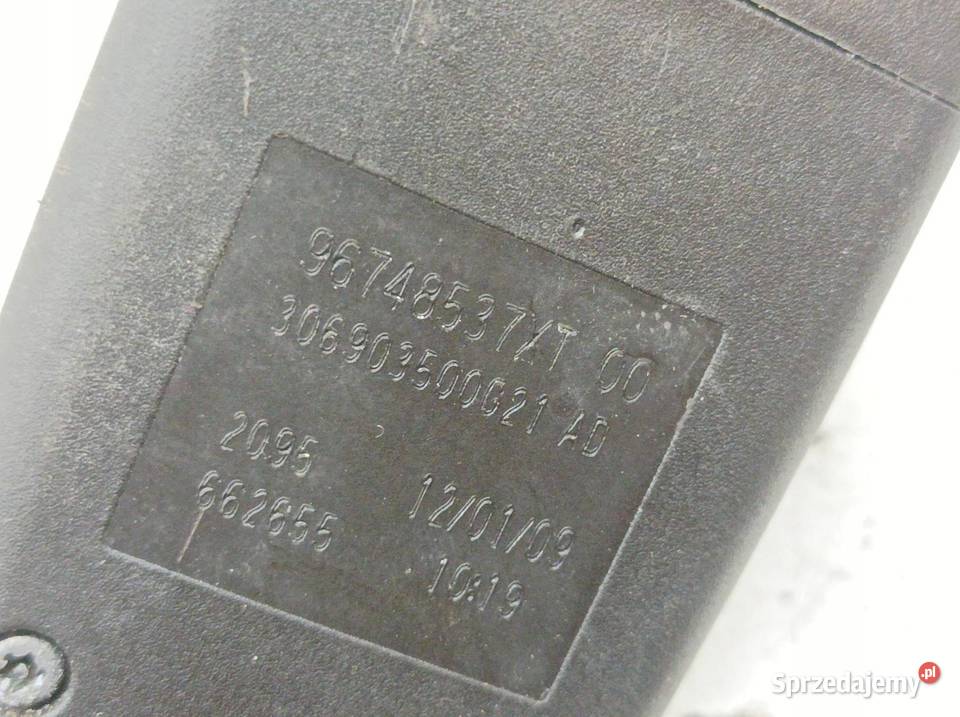 96748537XT 00
306903500G21 AD
2095 12/01/09
662655 10:19
Sprzedajemy.pl